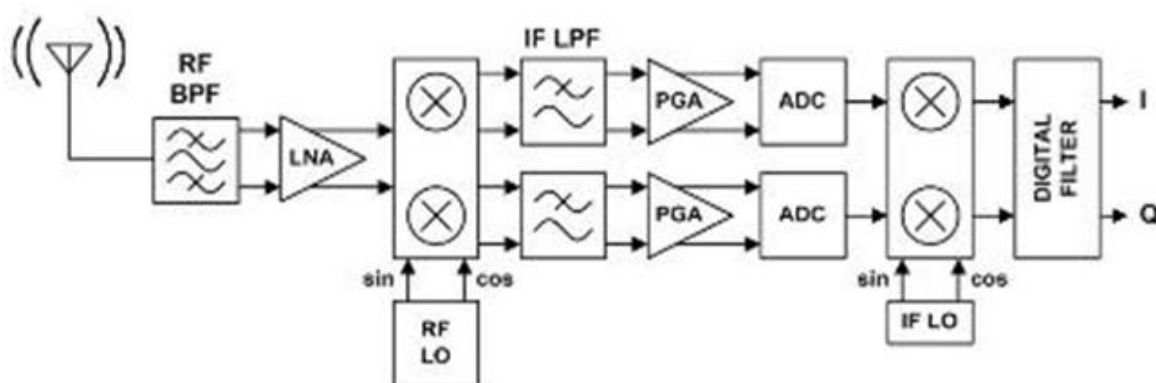 RF
BPF
LNA
sin
cos
RF
LO
IF LPF
PGA
ADC
PGA
ADC
sin
cos
IF LO
DIGITAL
FILTER
I
Q